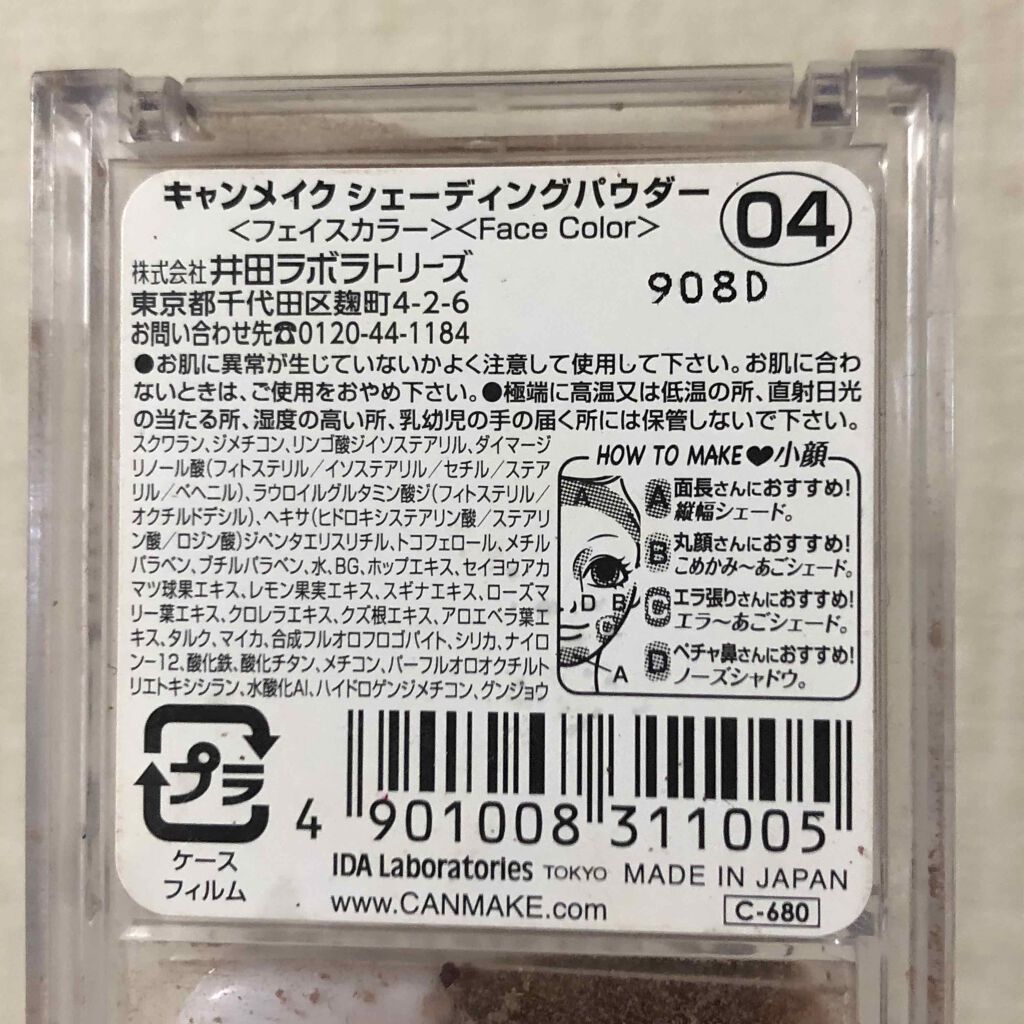 キャンメイク シェーディングパウダー
<フェイスカラー><Face Color>
04
株式会社 井田ラボラトリーズ
908D
東京都千代田区麹町4-2-6
お問い合わせ先☎0120-44-1184
●お肌に異常が生じていないかよく注意して使用して下さい。お肌に合わ
ないときは、ご使用をおやめ下さい。●極端に高温又は低温の所、直射日光
の当たる所、湿度の高い所、乳幼児の手の届く所には保管しないで下さい。
スクワラン、ジメチコン、リンゴ酸ジイソステアリル、ダイマージ
リノール酸(フィトステリル/イソステアリル/セチル/ステア
リル/ベヘニル)、ラウロイルグルタミン酸ジ(フィトステリル/
オクチルドデシル)、ヘキサ(ヒドロキシステアリン酸/ステアリ
ン酸/ロジン酸)ジペンタエリスリチル、トコフェロール、メチル
パラベン、ブチルパラベン、水、BG、ホップエキス、セイヨウアカ
マツ球果エキス、レモン果実エキス、スギナエキス、ローズマ
リー葉エキス、クロレラエキス、クズ根エキス、アロエベラ葉エ
キス、タルク、マイカ、合成フルオロフロゴパイト、シリカ、ナイロ
ン-12、酸化鉄、酸化チタン、メチコン、パーフルオロオクチルト
リエトキシシラン、水酸化Al、ハイドロゲンジメチコン、グンジョウ
HOW TO MAKE♥小顔
A 面長さんにおすすめ!
縦幅シェード。
B 丸顔さんにおすすめ!
こめかみ〜あごシェード。
C エラ張りさんにおすすめ!
エラ〜あごシェード。
D ペチャ鼻さんにおすすめ!
ノーズシャドウ。
A
D B
C
A
プラ
ケース
フィルム
4 901008 311005
IDA Laboratories TOKYO MADE IN JAPAN
www.CANMAKE.com
C-680